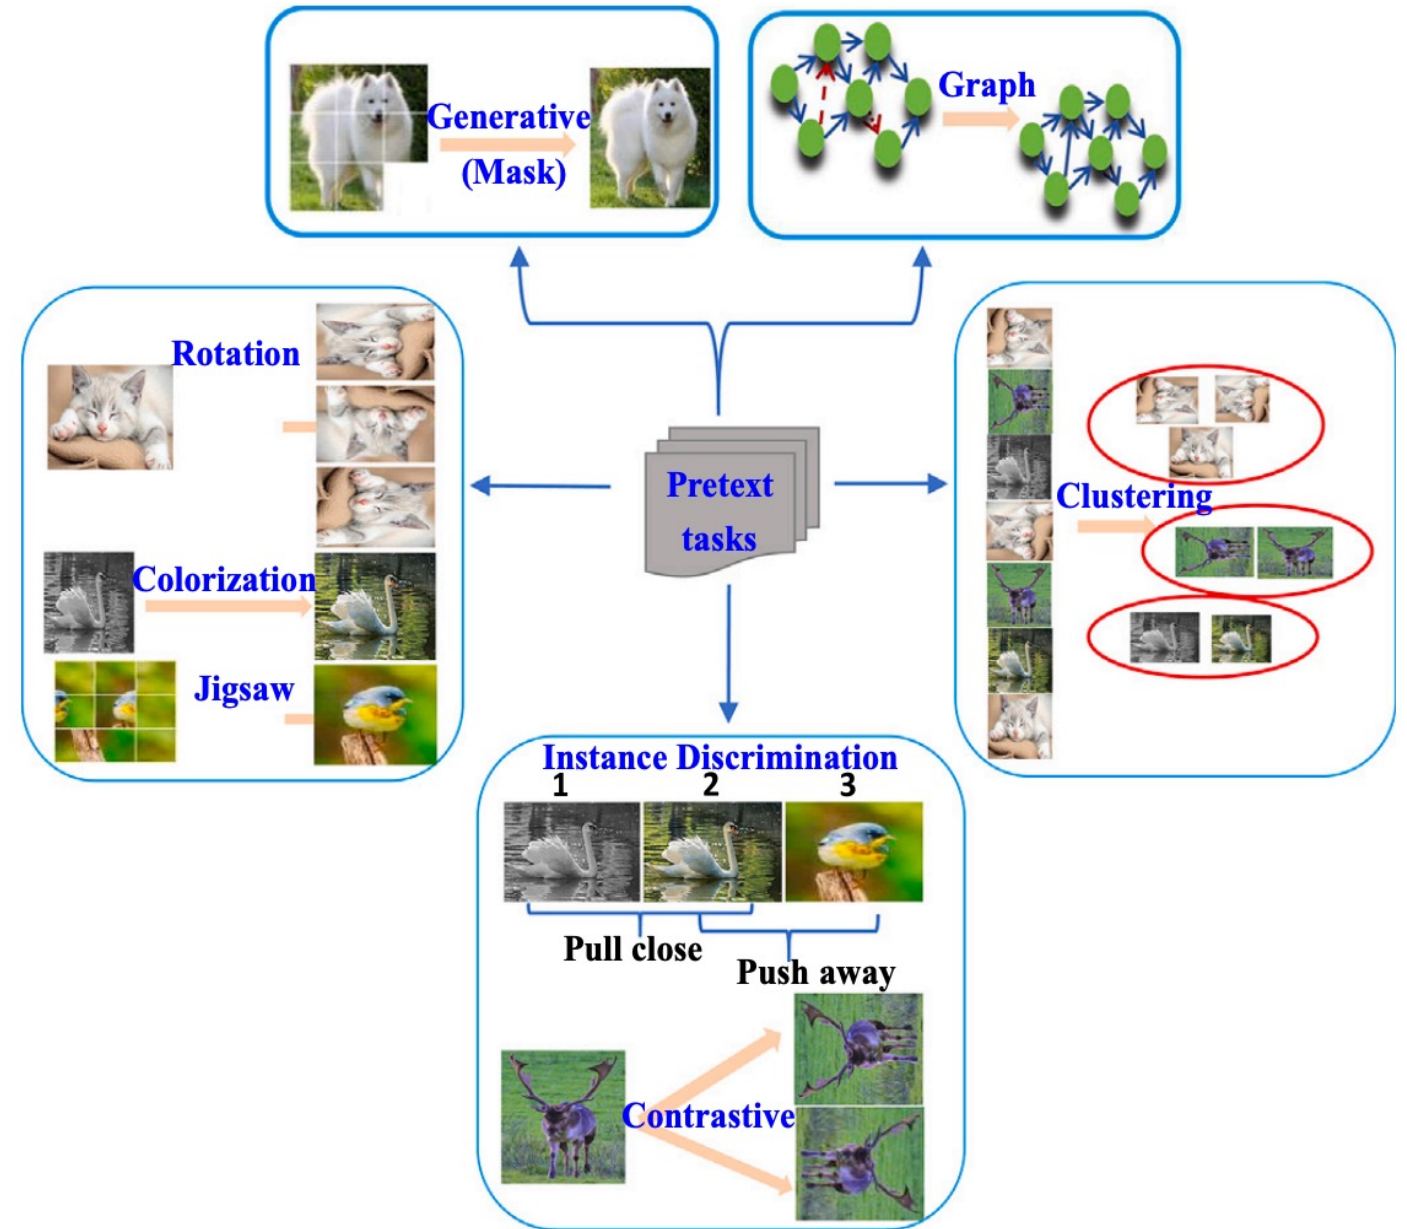 Generative
(Mask)
Graph
Rotation
Colorization
Jigsaw
Pretext
tasks
Clustering
Instance Discrimination
1 2 3
Pull close
Push away
Contrastive